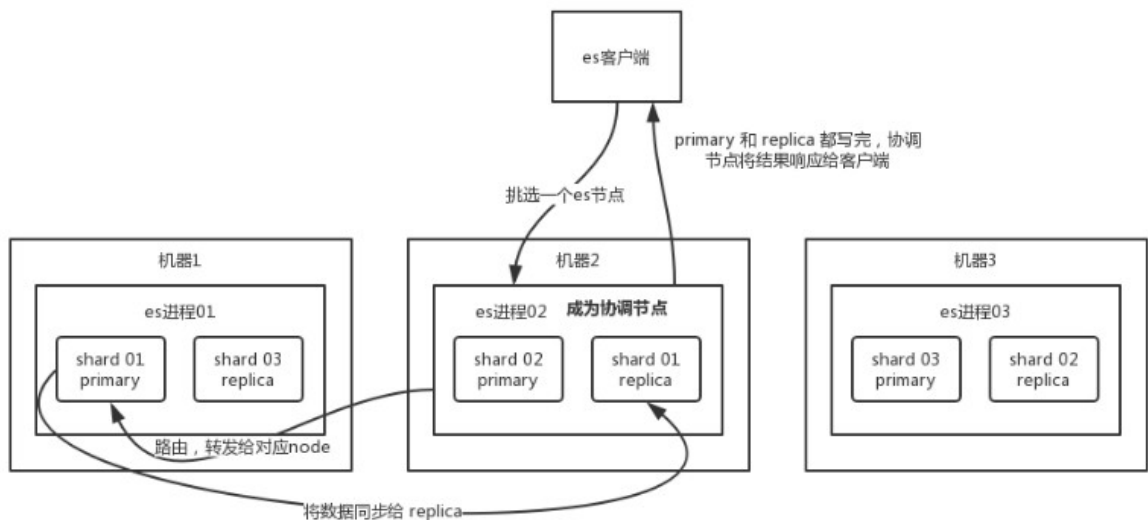 es客户端
primary 和 replica 都写完，协调
节点将结果响应给客户端
挑选一个es节点
机器1
机器2
机器3
es进程01
es进程02
成为协调节点
es进程03
shard 01
primary
shard 03
replica
shard 02
primary
shard 01
replica
shard 03
primary
shard 02
replica
路由，转发给对应node
将数据同步给 replica